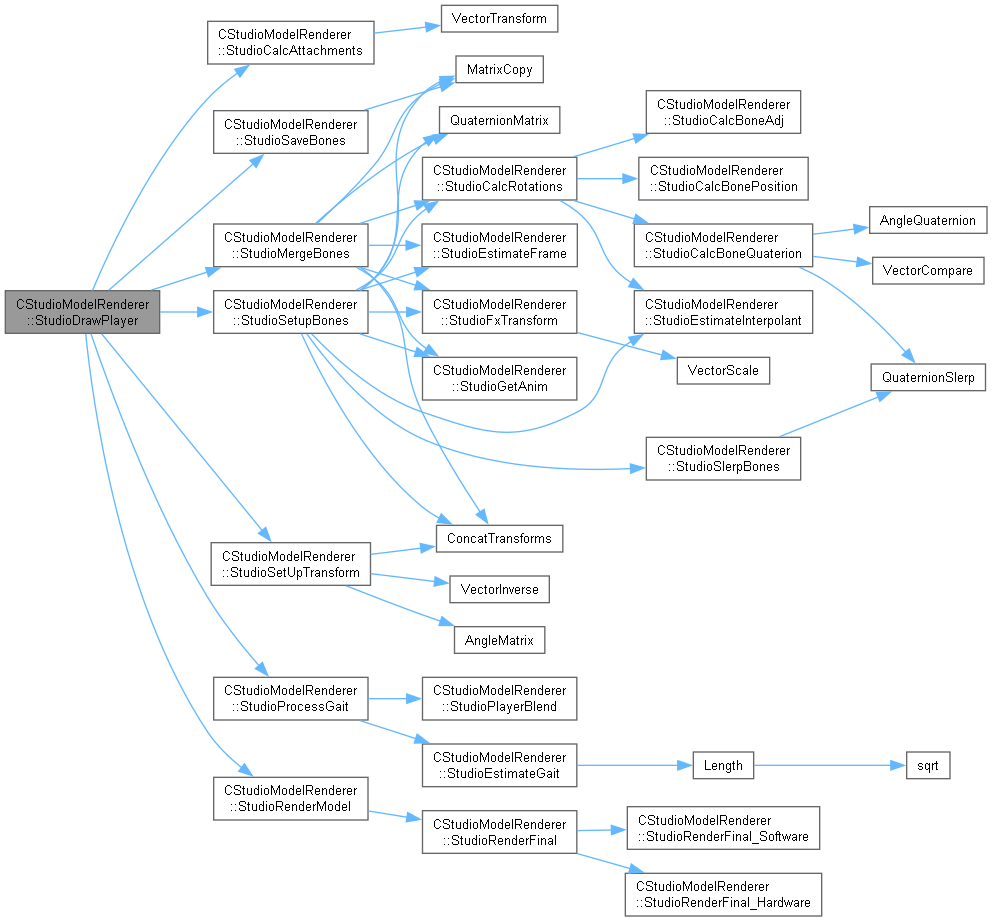 VectorTransform
CStudioModelRenderer
::StudioCalcAttachments
MatrixCopy
CStudioModelRenderer
::StudioSaveBones
QuaternionMatrix
CStudioModelRenderer
::StudioCalcBoneAdj
CStudioModelRenderer
::StudioCalcRotations
CStudioModelRenderer
::StudioCalcBonePosition
AngleQuaternion
CStudioModelRenderer
::StudioMergeBones
CStudioModelRenderer
::StudioEstimateFrame
CStudioModelRenderer
::StudioCalcBoneQuaterion
VectorCompare
CStudioModelRenderer
::StudioDrawPlayer
CStudioModelRenderer
::StudioSetupBones
CStudioModelRenderer
::StudioFxTransform
CStudioModelRenderer
::StudioEstimateInterpolant
CStudioModelRenderer
::StudioGetAnim
VectorScale
QuaternionSlerp
CStudioModelRenderer
::StudioSlerpBones
ConcatTransforms
CStudioModelRenderer
::StudioSetUpTransform
VectorInverse
AngleMatrix
CStudioModelRenderer
::StudioProcessGait
CStudioModelRenderer
::StudioPlayerBlend
CStudioModelRenderer
::StudioEstimateGait
Length
sqrt
CStudioModelRenderer
::StudioRenderModel
CStudioModelRenderer
::StudioRenderFinal
CStudioModelRenderer
::StudioRenderFinal_Software
CStudioModelRenderer
::StudioRenderFinal_Hardware